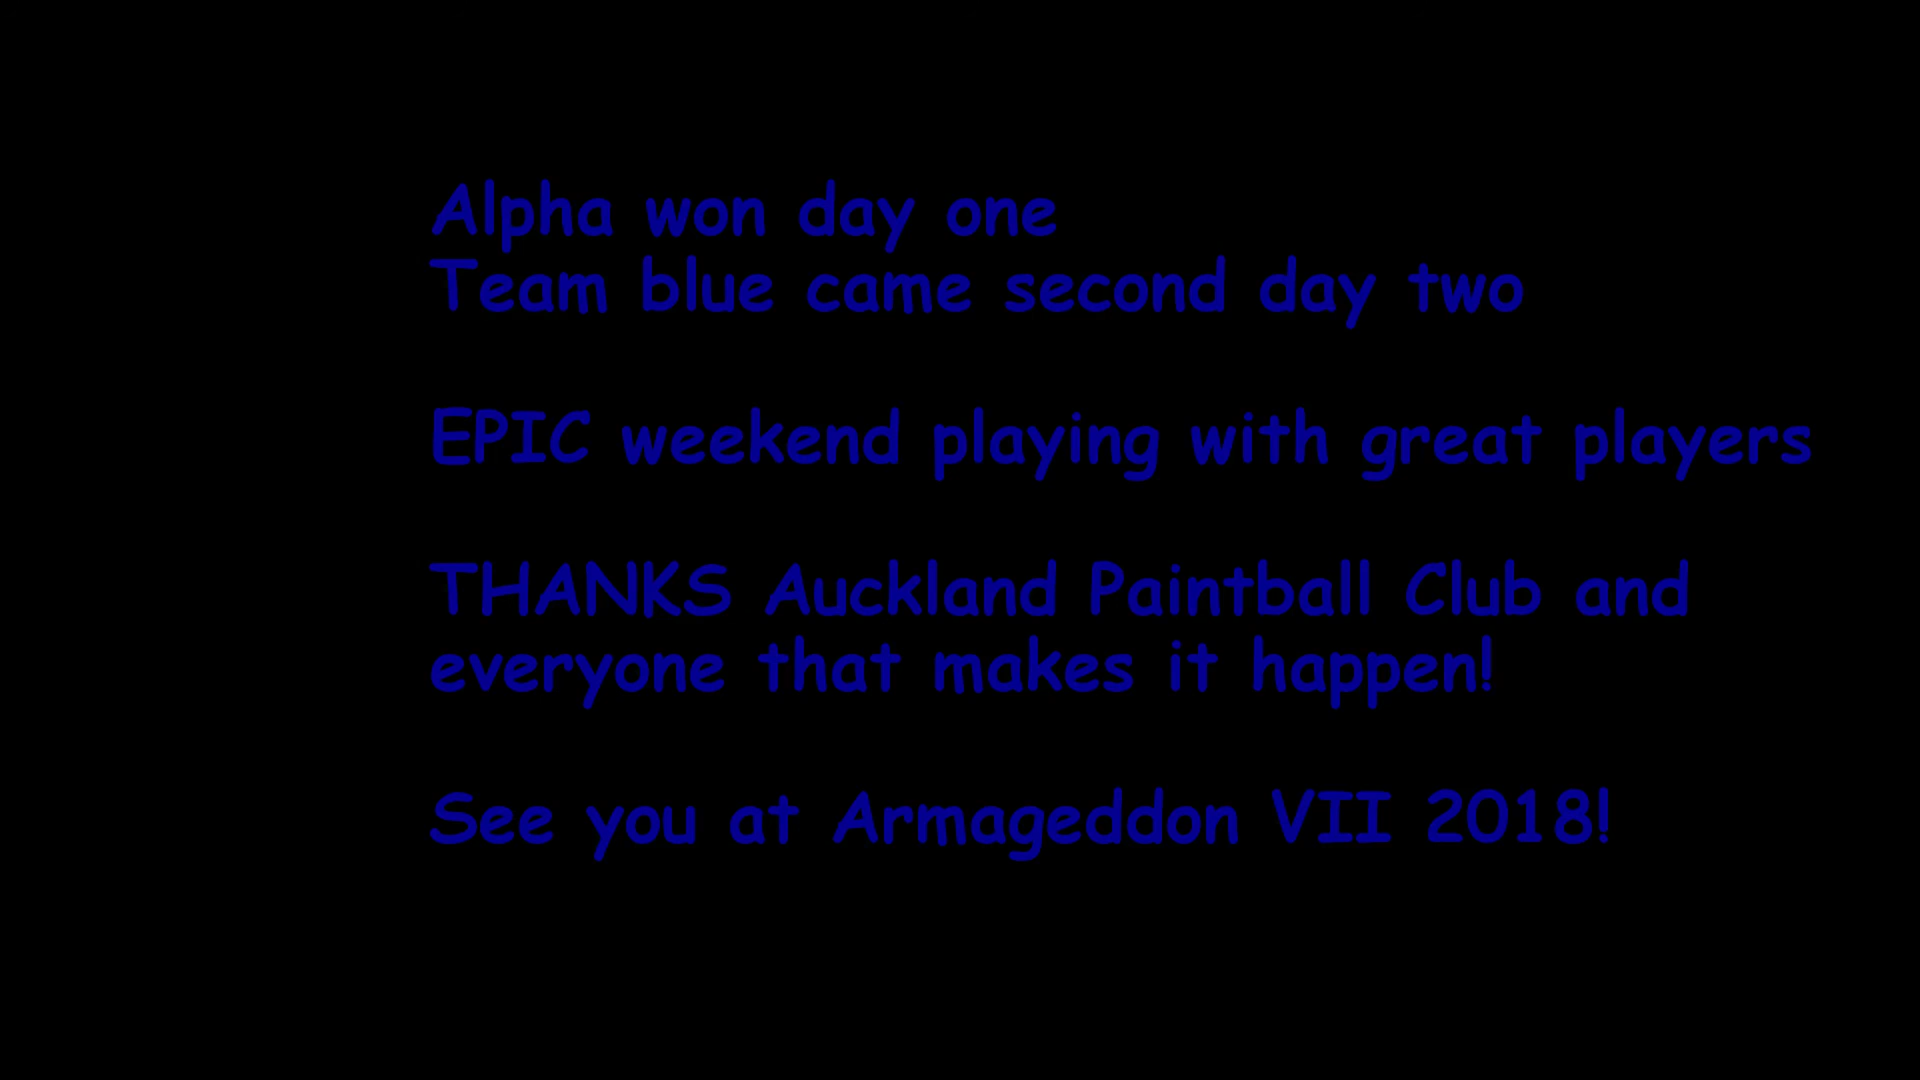 Alpha won day one
Team blue came second day two
EPIC weekend playing with great players
THANKS Auckland Paintball Club and
everyone that makes it happen!
See you at Armageddon VII 2018!